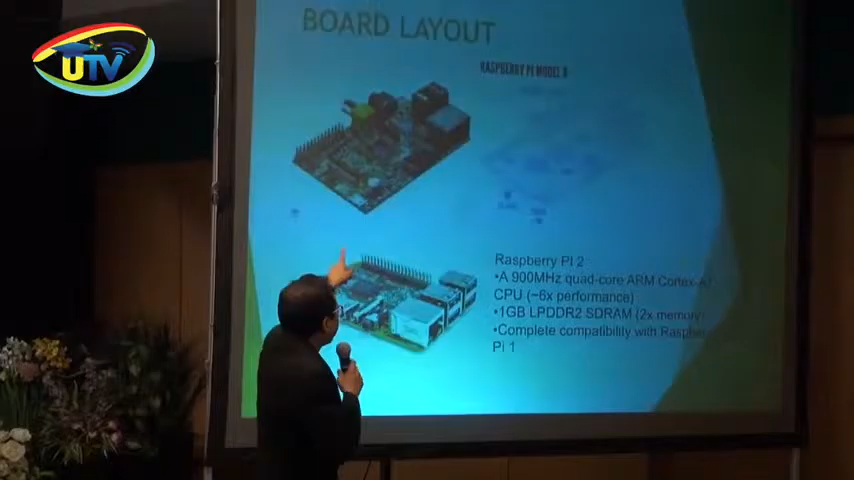 UTV
BOARD LAYOUT
RASPBERRY PI MODEL B
Raspberry Pi 2
•A 900MHz quad-core ARM Cortex-A7
CPU (~6x performance)
•1GB LPDDR2 SDRAM (2x memory)
•Complete compatibility with Raspberry
Pi 1